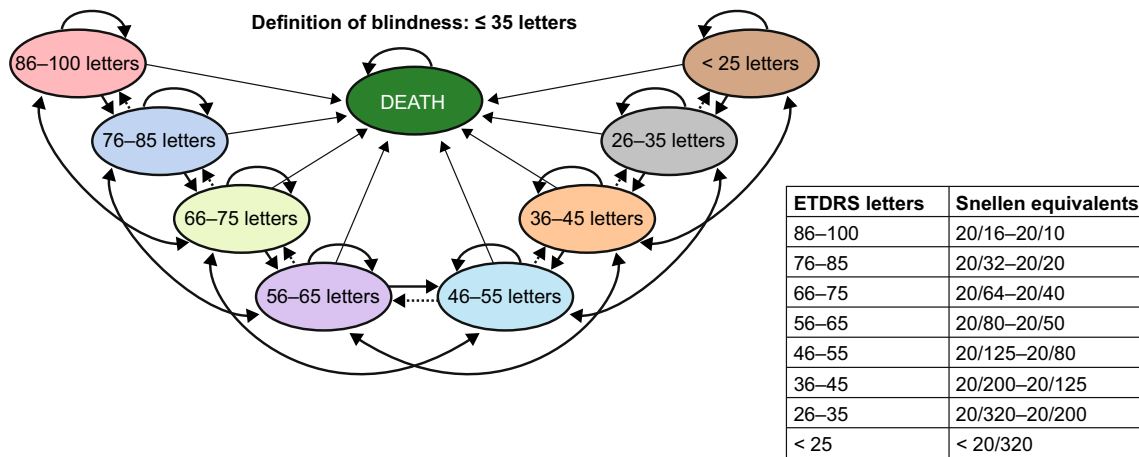 Definition of blindness: ≤ 35 letters
86–100 letters
< 25 letters
DEATH
76–85 letters
26–35 letters
66–75 letters
36–45 letters
56–65 letters
46–55 letters
ETDRS letters Snellen equivalents
86–100 20/16–20/10
76–85 20/32–20/20
66–75 20/64–20/40
56–65 20/80–20/50
46–55 20/125–20/80
36–45 20/200–20/125
26–35 20/320–20/200
< 25 < 20/320